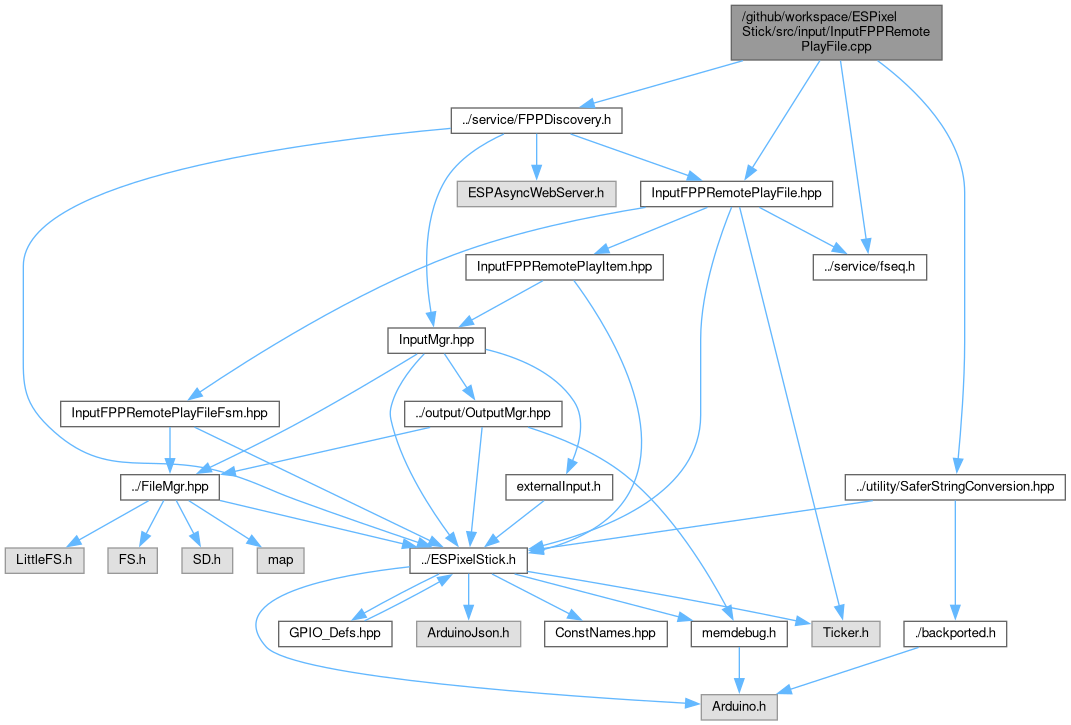 /github/workspace/ESPixel
Stick/src/input/InputFPPRemote
PlayFile.cpp
../service/FPPDiscovery.h
ESPAsyncWebServer.h
InputFPPRemotePlayFile.hpp
InputFPPRemotePlayItem.hpp
../service/fseq.h
InputMgr.hpp
InputFPPRemotePlayFileFsm.hpp
../output/OutputMgr.hpp
../FileMgr.hpp
externalInput.h
../utility/SaferStringConversion.hpp
LittleFS.h
FS.h
SD.h
map
../ESPixelStick.h
GPIO_Defs.hpp
ArduinoJson.h
ConstNames.hpp
memdebug.h
Ticker.h
./backported.h
Arduino.h